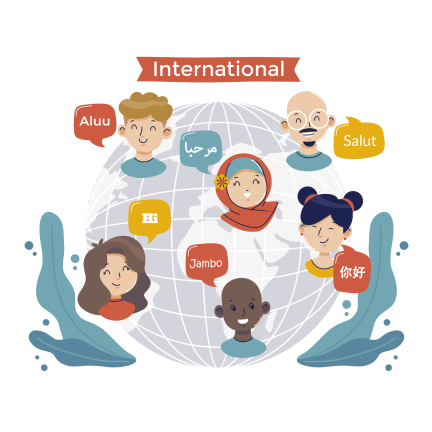 International
Aluu
Salut
مرحبا
Hi
Jambo
你好